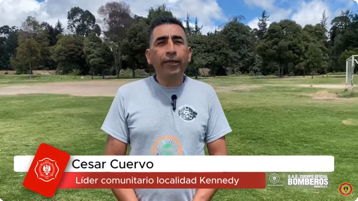 Cesar Cuervo
Líder comunitario localidad Kennedy
BOMBEROS